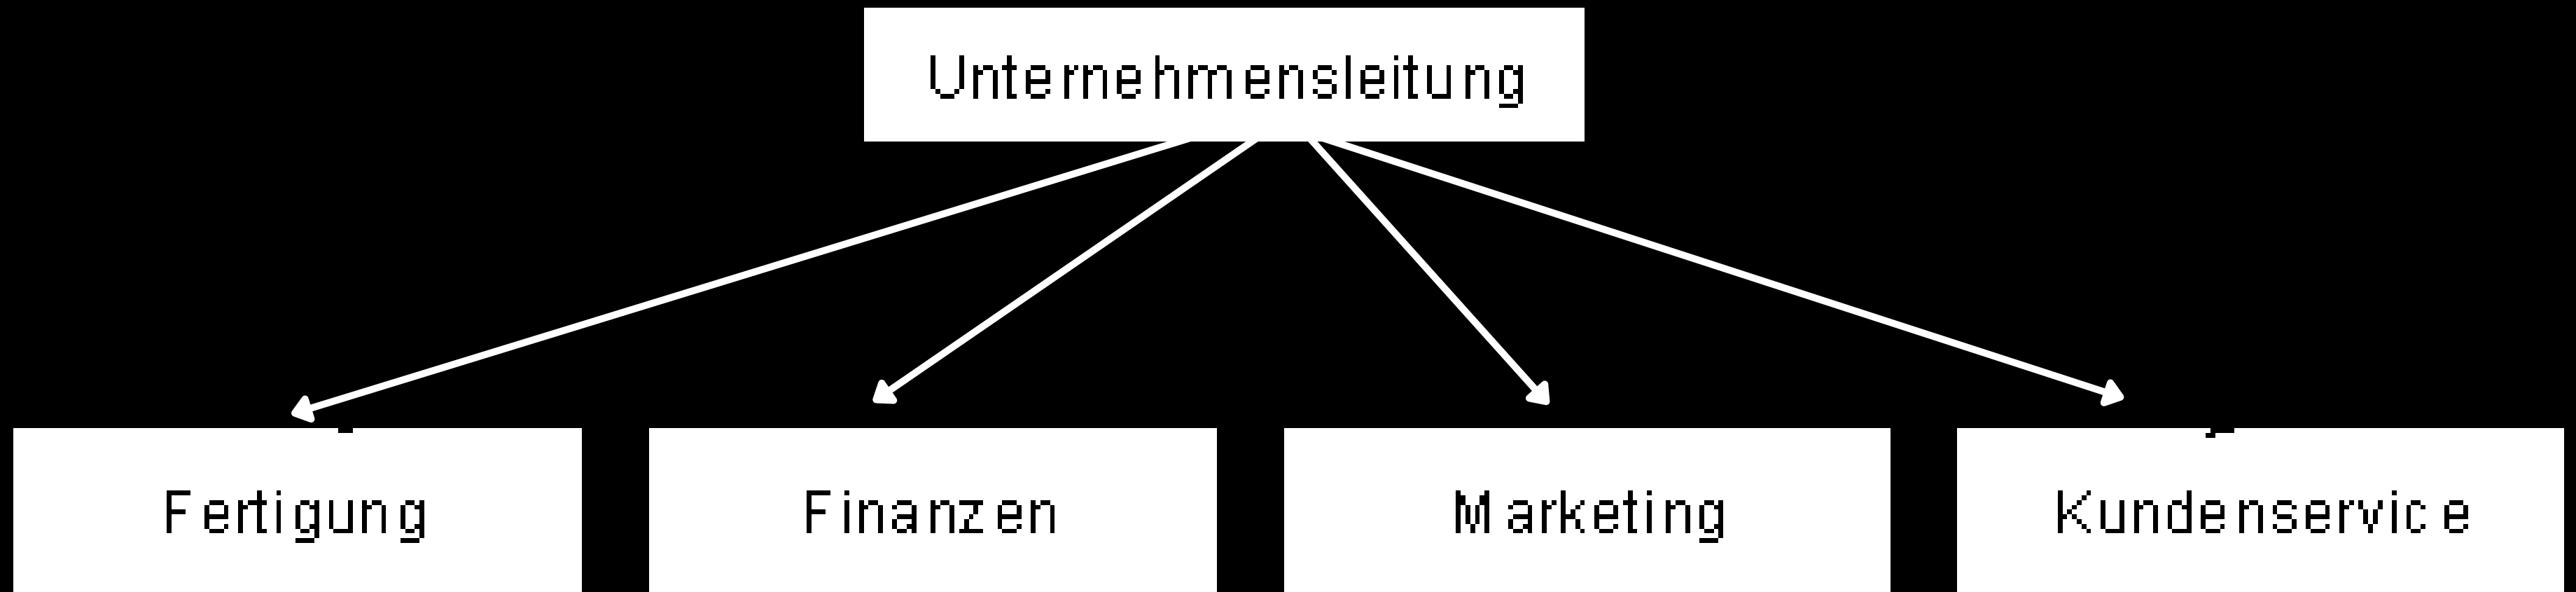 Unternehmensleitung
Fertigung
Finanzen
Marketing
Kundenservice